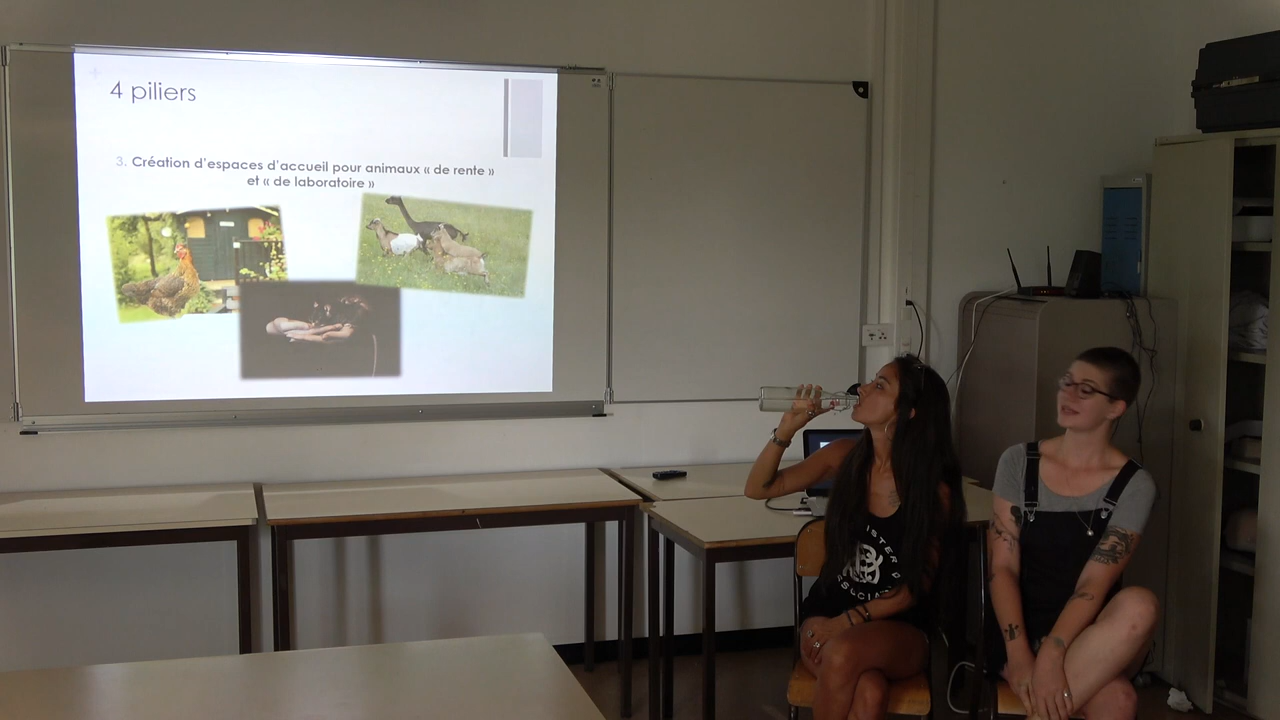 4 piliers
3. Création d'espaces d'accueil pour animaux « de rente »
et « de laboratoire »